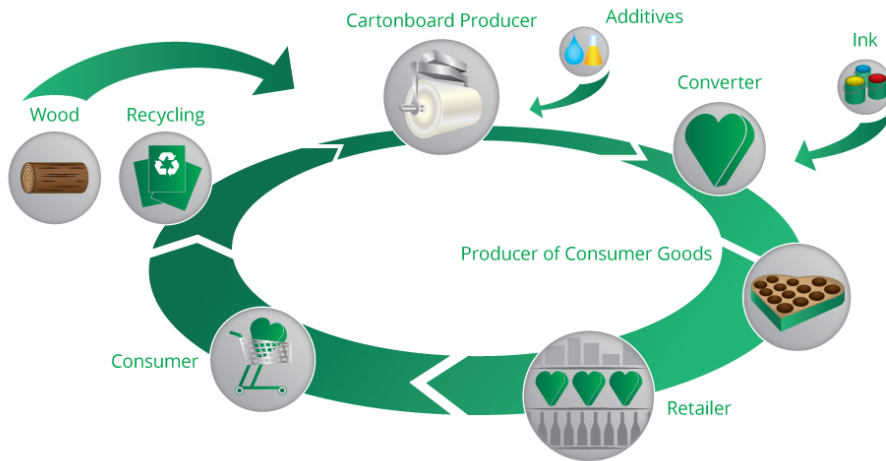 Cartonboard Producer
Additives
Ink
Converter
Wood
Recycling
Producer of Consumer Goods
Consumer
Retailer